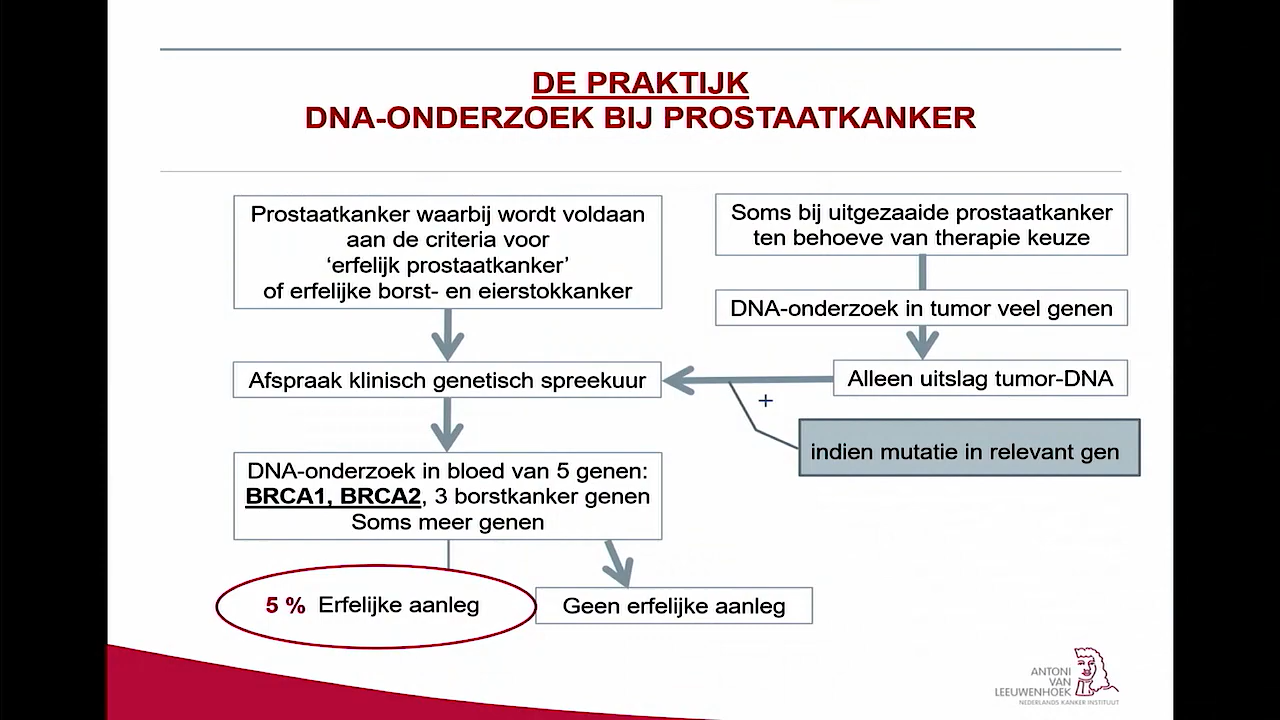 DE PRAKTIJK
DNA-ONDERZOEK BIJ PROSTAATKANKER
Prostaatkanker waarbij wordt voldaan
aan de criteria voor
‘erfelijk prostaatkanker’
of erfelijke borst- en eierstokkanker
Soms bij uitgezaaide prostaatkanker
ten behoeve van therapie keuze
DNA-onderzoek in tumor veel genen
Afspraak klinisch genetisch spreekuur
Alleen uitslag tumor-DNA
+
indien mutatie in relevant gen
DNA-onderzoek in bloed van 5 genen:
BRCA1, BRCA2, 3 borstkanker genen
Soms meer genen
5 % Erfelijke aanleg
Geen erfelijke aanleg
ANTONI
VAN
LEEUWENHOEK
NEDERLANDS KANKER INSTITUUT